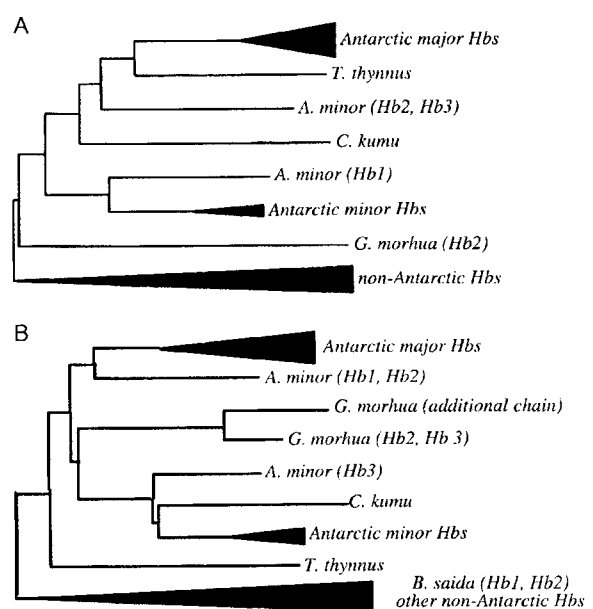 A
Antarctic major Hbs
T. thynnus
A. minor (Hb2, Hb3)
C. kumu
A. minor (Hb1)
Antarctic minor Hbs
G. morhua (Hb2)
non-Antarctic Hbs
B
Antarctic major Hbs
A. minor (Hb1, Hb2)
G. morhua (additional chain)
G. morhua (Hb2, Hb 3)
A. minor (Hb3)
C. kumu
Antarctic minor Hbs
T. thynnus
B. saida (Hb1, Hb2)
other non-Antarctic Hbs